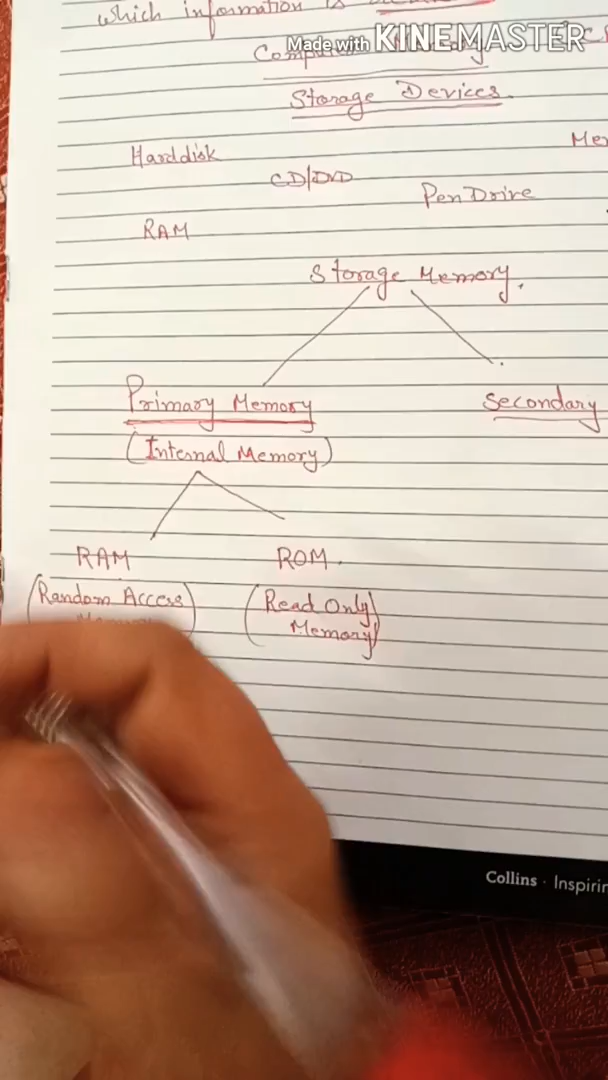 which information is
Made with KINEMASTER
Storage Devices
Harddisk
Me
CD/DVD
Pen Drive
RAM
Storage Memory.
Primary Memory
Secondary
(Internal Memory)
RAM
ROM.
(Random Access
Memory
(Read Only
Memory)
Collins · Inspirin